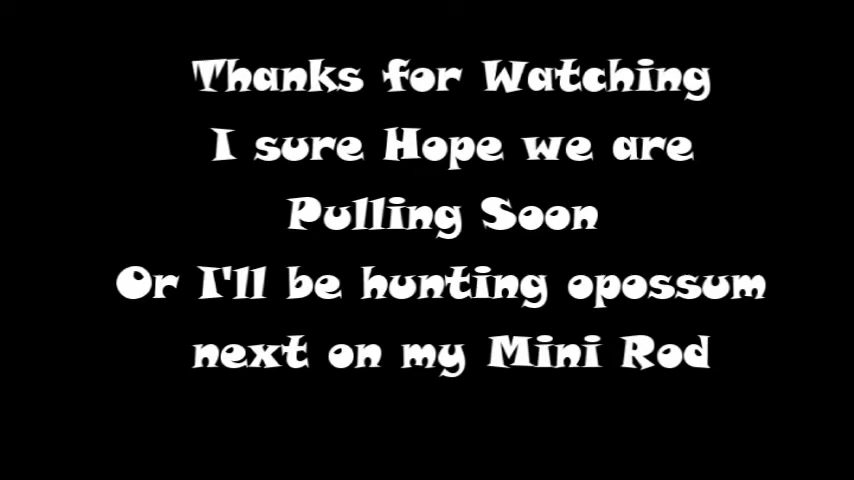 Thanks for Watching
I sure Hope we are
Pulling Soon
Or I'll be hunting opossum
next on my Mini Rod